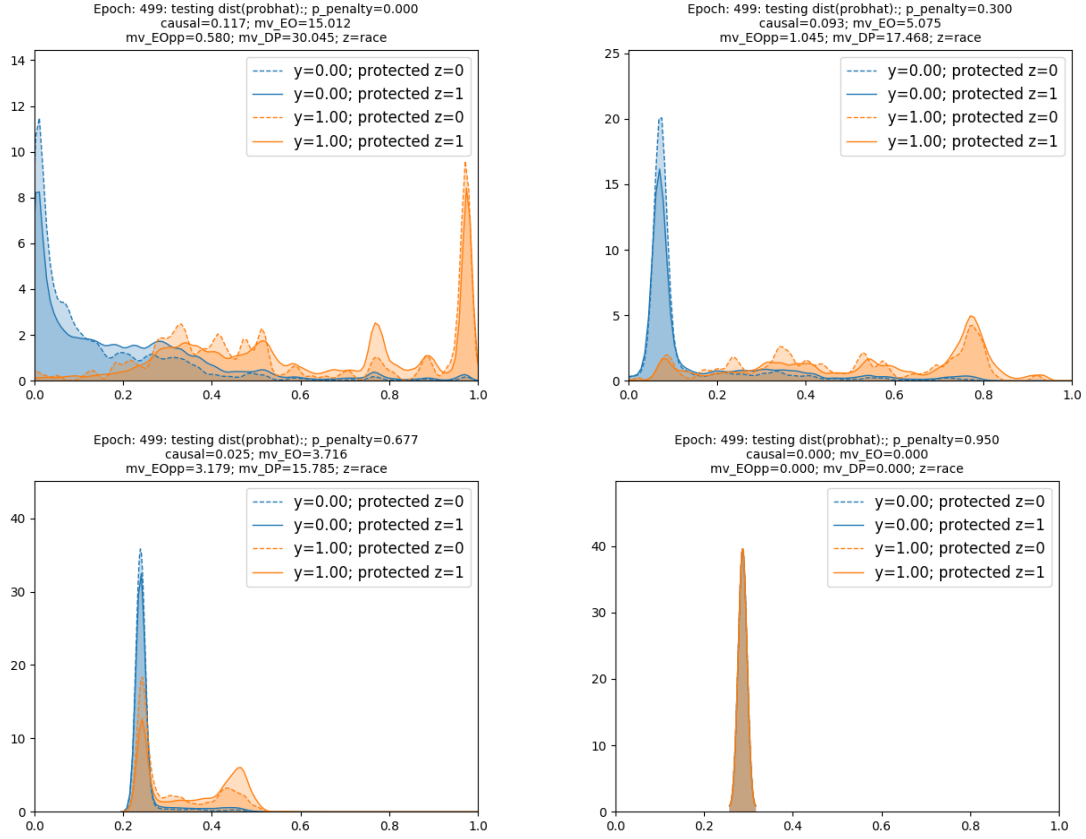 Epoch: 499: testing dist(probhat):; p_penalty=0.000
causal=0.117; mv_EO=15.012
mv_EOpp=0.580; mv_DP=30.045; z=race
14
12
10
8
6
4
2
0
0.0 0.2 0.4 0.6 0.8 1.0
y=0.00; protected z=0
y=0.00; protected z=1
y=1.00; protected z=0
y=1.00; protected z=1
Epoch: 499: testing dist(probhat):; p_penalty=0.300
causal=0.093; mv_EO=5.075
mv_EOpp=1.045; mv_DP=17.468; z=race
25
20
15
10
5
0
0.0 0.2 0.4 0.6 0.8 1.0
y=0.00; protected z=0
y=0.00; protected z=1
y=1.00; protected z=0
y=1.00; protected z=1
Epoch: 499: testing dist(probhat):; p_penalty=0.677
causal=0.025; mv_EO=3.716
mv_EOpp=3.179; mv_DP=15.785; z=race
40
30
20
10
0
0.0 0.2 0.4 0.6 0.8 1.0
y=0.00; protected z=0
y=0.00; protected z=1
y=1.00; protected z=0
y=1.00; protected z=1
Epoch: 499: testing dist(probhat):; p_penalty=0.950
causal=0.000; mv_EO=0.000
mv_EOpp=0.000; mv_DP=0.000; z=race
40
30
20
10
0
0.0 0.2 0.4 0.6 0.8 1.0
y=0.00; protected z=0
y=0.00; protected z=1
y=1.00; protected z=0
y=1.00; protected z=1